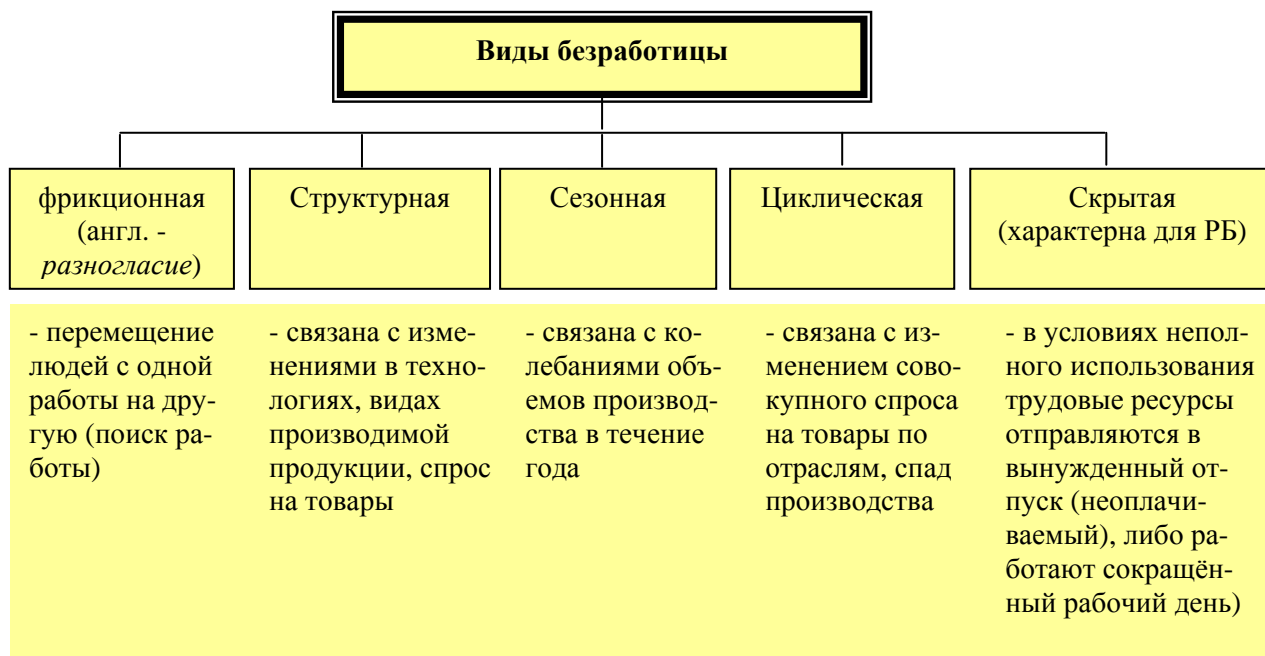 Виды безработицы
фрикционная
(англ. -
разногласие)
Структурная
Сезонная
Циклическая
Скрытая
(характерна для РБ)
- перемещение
людей с одной
работы на дру-
гую (поиск ра-
боты)
- связана с изме-
нениями в техно-
логиях, видах
производимой
продукции, спрос
на товары
- связана с ко-
лебаниями объ-
емов производ-
ства в течение
года
- связана с из-
менением сово-
купного спроса
на товары по
отраслям, спад
производства
- в условиях непол-
ного использования
трудовые ресурсы
отправляются в
вынужденный от-
пуск (неоплачи-
ваемый), либо ра-
ботают сокращён-
ный рабочий день)